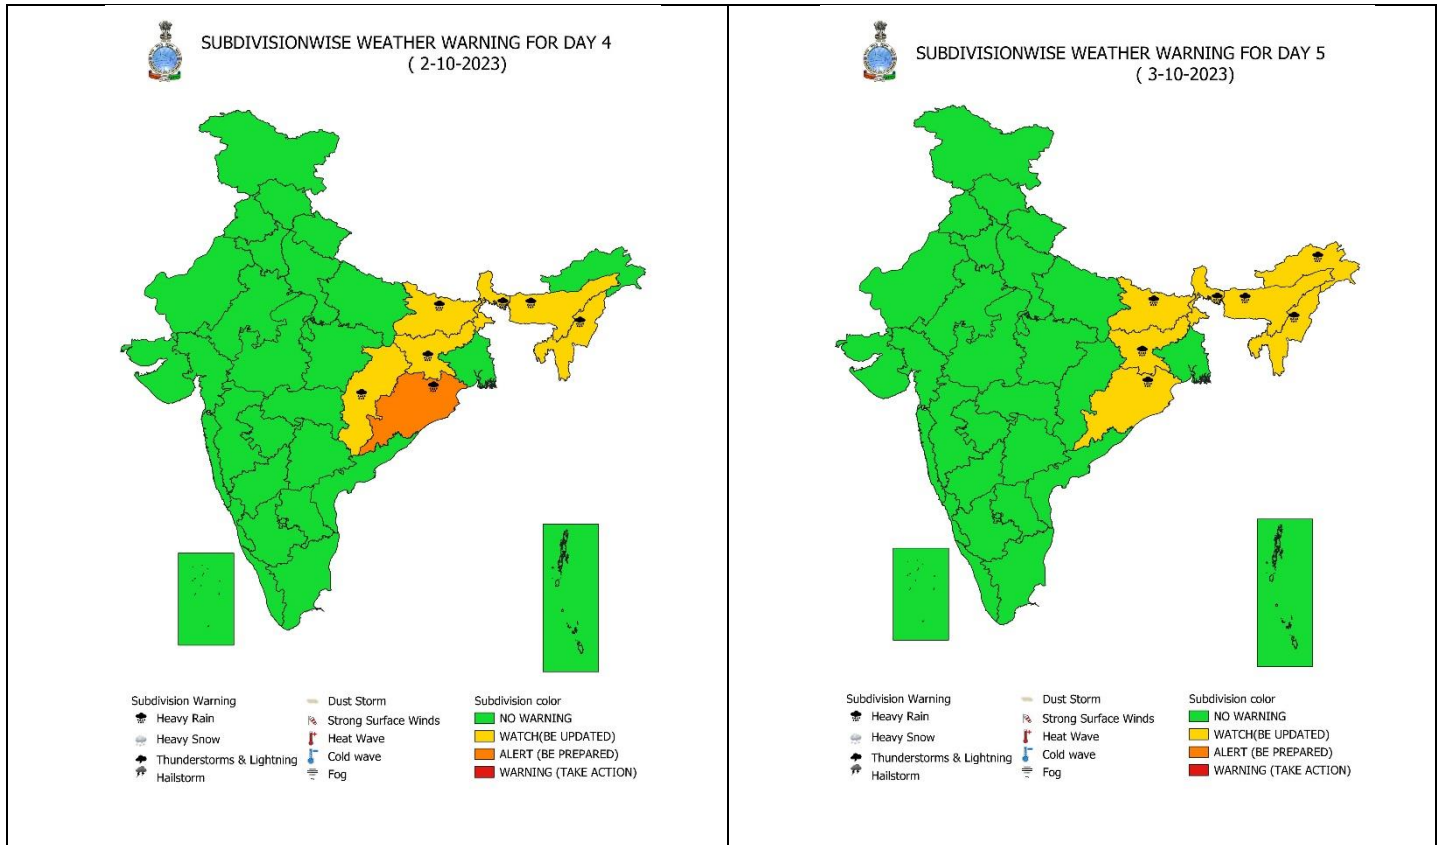 SUBDIVISIONWISE WEATHER WARNING FOR DAY 4
( 2-10-2023)
Subdivision Warning
Heavy Rain
Heavy Snow
Thunderstorms & Lightning
Hailstorm
Dust Storm
Strong Surface Winds
Heat Wave
Cold wave
Fog
Subdivision color
NO WARNING
WATCH(BE UPDATED)
ALERT (BE PREPARED)
WARNING (TAKE ACTION)
SUBDIVISIONWISE WEATHER WARNING FOR DAY 5
( 3-10-2023)
Subdivision Warning
Heavy Rain
Heavy Snow
Thunderstorms & Lightning
Hailstorm
Dust Storm
Strong Surface Winds
Heat Wave
Cold wave
Fog
Subdivision color
NO WARNING
WATCH(BE UPDATED)
ALERT (BE PREPARED)
WARNING (TAKE ACTION)